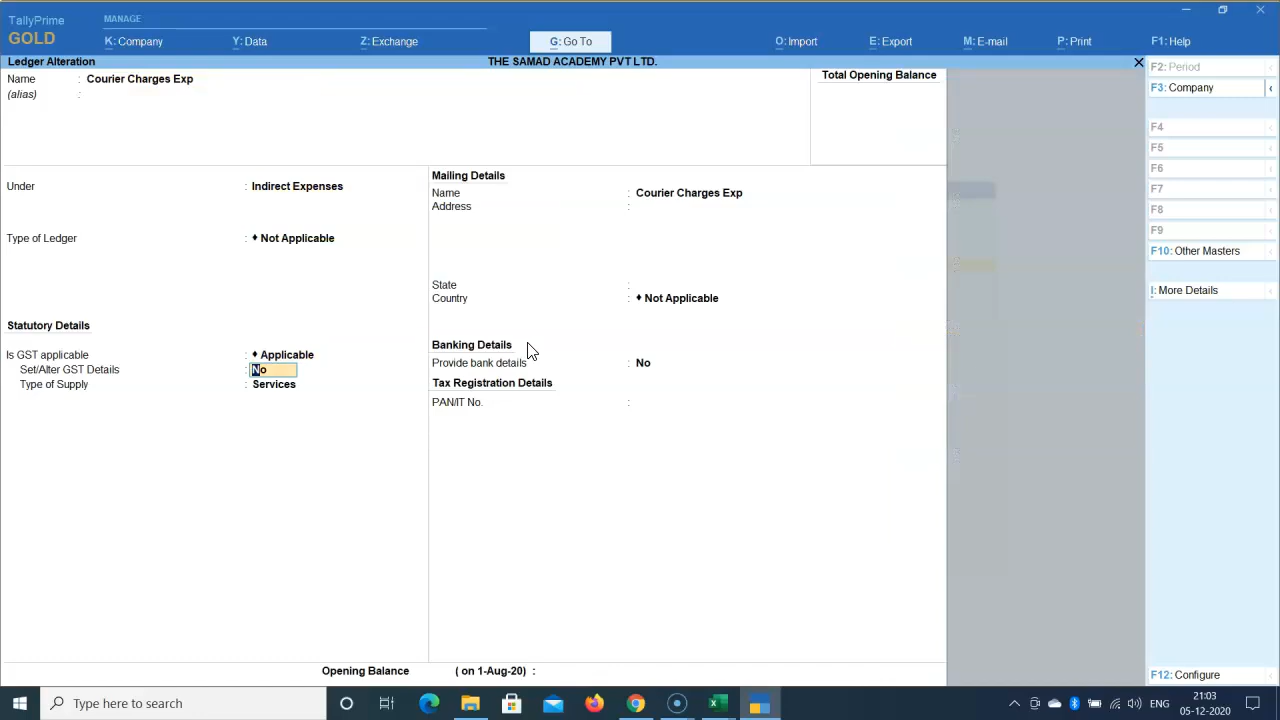 TallyPrime
GOLD
MANAGE
K: Company
Y: Data
Z: Exchange
G: Go To
O: Import
E: Export
M: E-mail
P: Print
F1: Help
Ledger Alteration
THE SAMAD ACADEMY PVT LTD.
F2: Period
Name : Courier Charges Exp
Total Opening Balance
F3: Company
(alias) :
F4
F5
F6
F7
F8
F9
F10: Other Masters
I: More Details
F12: Configure
Under : Indirect Expenses
Type of Ledger : ♦ Not Applicable
Statutory Details
Is GST applicable : ♦ Applicable
Set/Alter GST Details : No
Type of Supply : Services
Mailing Details
Name : Courier Charges Exp
Address :
State :
Country : ♦ Not Applicable
Banking Details
Provide bank details : No
Tax Registration Details
PAN/IT No. :
Opening Balance ( on 1-Aug-20) :
Type here to search
21:03
05-12-2020